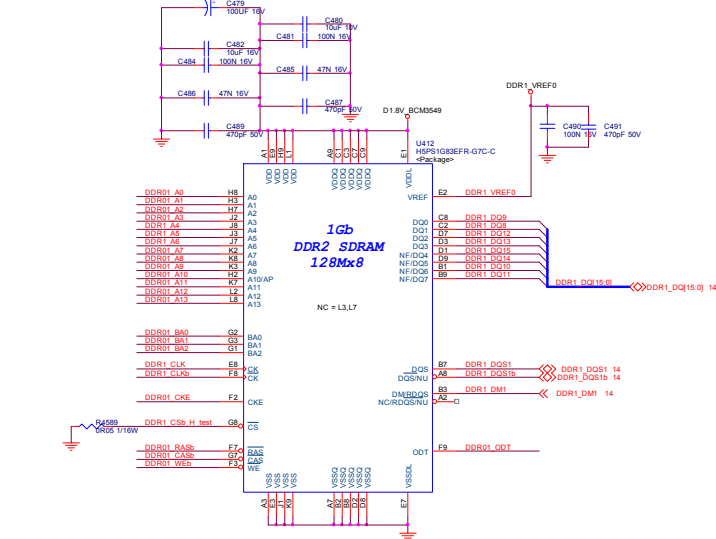 C479
100UF 16V
C480
10uF 16V
C481
100N 16V
C482
10uF 16V
C484
100N 16V
C485
47N 16V
C486
47N 16V
C487
470pF 50V
C489
470pF 50V
D1.8V_BCM3549
DDR1_VREF0
C490
100N 16V
C491
470pF 50V
U412
H5PS1G83EFR-G7C-C
<Package>
A1 E9 H9 L1 A9 C1 C3 C7 C9 E1
VDD VDD VDD VDD VDDQ VDDQ VDDQ VDDQ VDDQ VDDL
1Gb
DDR2 SDRAM
128Mx8
NC = L3,L7
DDR01_A0 H8 A0
DDR01_A1 H3 A1
DDR01_A2 H7 A2
DDR01_A3 J2 A3
DDR1_A4 J8 A4
DDR1_A5 J3 A5
DDR1_A6 J7 A6
DDR01_A7 K2 A7
DDR01_A8 K8 A8
DDR01_A9 K3 A9
DDR01_A10 H2 A10/AP
DDR01_A11 K7 A11
DDR01_A12 L2 A12
DDR01_A13 L8 A13
DDR01_BA0 G2 BA0
DDR01_BA1 G3 BA1
DDR01_BA2 G1 BA2
DDR1_CLK E8 CK
DDR1_CLKb F8 CK
DDR01_CKE F2 CKE
R4589
0R05 1/16W
DDR1_CSb_H_test G8 CS
DDR01_RASb F7 RAS
DDR01_CASb G7 CAS
DDR01_WEb F3 WE
VREF E2 DDR1_VREF0
DQ0 C8 DDR1_DQ9
DQ1 C2 DDR1_DQ8
DQ2 D7 DDR1_DQ12
DQ3 D3 DDR1_DQ13
NF/DQ4 D1 DDR1_DQ15
NF/DQ5 D9 DDR1_DQ14
NF/DQ6 B1 DDR1_DQ10
NF/DQ7 B9 DDR1_DQ11
DDR1_DQ[15:0]
DDR1_DQ[15:0] 14
DQS B7 DDR1_DQS1
DDR1_DQS1 14
DQS/NU A8 DDR1_DQS1b
DDR1_DQS1b 14
DM/RDQS B3 DDR1_DM1
DDR1_DM1 14
NC/RDQS/NU A2
ODT F9 DDR01_ODT
VSS VSS VSS VSS VSSQ VSSQ VSSQ VSSQ VSSQ VSSDL
A3 E3 J1 K9 A7 B2 B8 D2 D8 E7